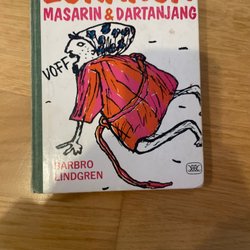 MASARIN & DARTANJANG
VOFF
BARBRO
LINDGREN